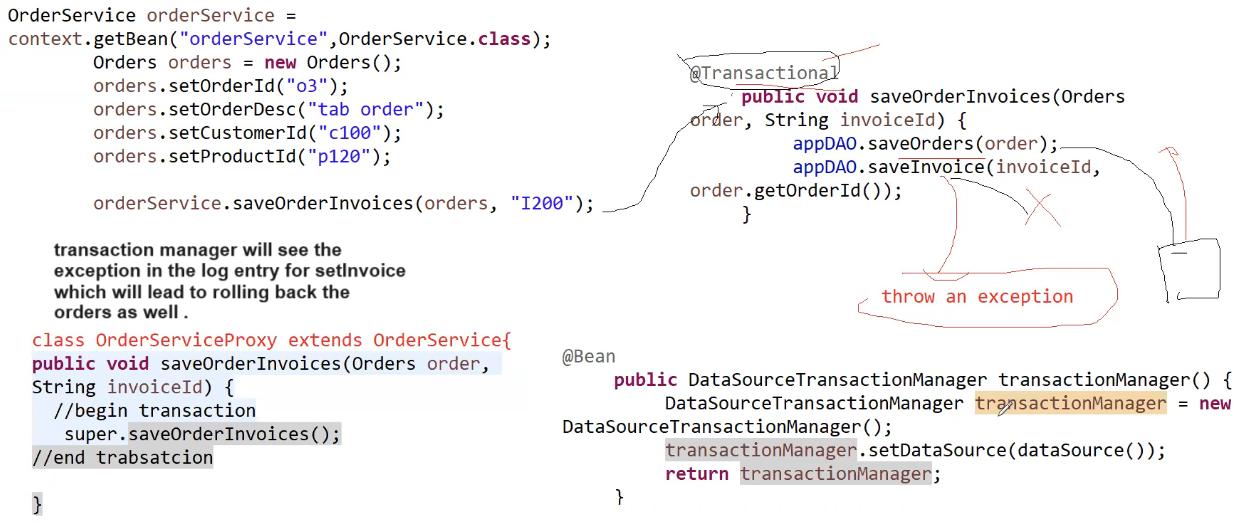 OrderService orderService =
context.getBean("orderService",OrderService.class);
Orders orders = new Orders();
orders.setOrderId("o3");
orders.setOrderDesc("tab order");
orders.setCustomerId("c100");
orders.setProductId("p120");
orderService.saveOrderInvoices(orders, "I200");
transaction manager will see the
exception in the log entry for setInvoice
which will lead to rolling back the
orders as well .
class OrderServiceProxy extends OrderService{
public void saveOrderInvoices(Orders order,
String invoiceId) {
//begin transaction
super.saveOrderInvoices();
//end trabsatcion
}
@Transactional
public void saveOrderInvoices(Orders
order, String invoiceId) {
appDAO.saveOrders(order);
appDAO.saveInvoice(invoiceId,
order.getOrderId());
}
throw an exception
@Bean
public DataSourceTransactionManager transactionManager() {
DataSourceTransactionManager transactionManager = new
DataSourceTransactionManager();
transactionManager.setDataSource(dataSource());
return transactionManager;
}